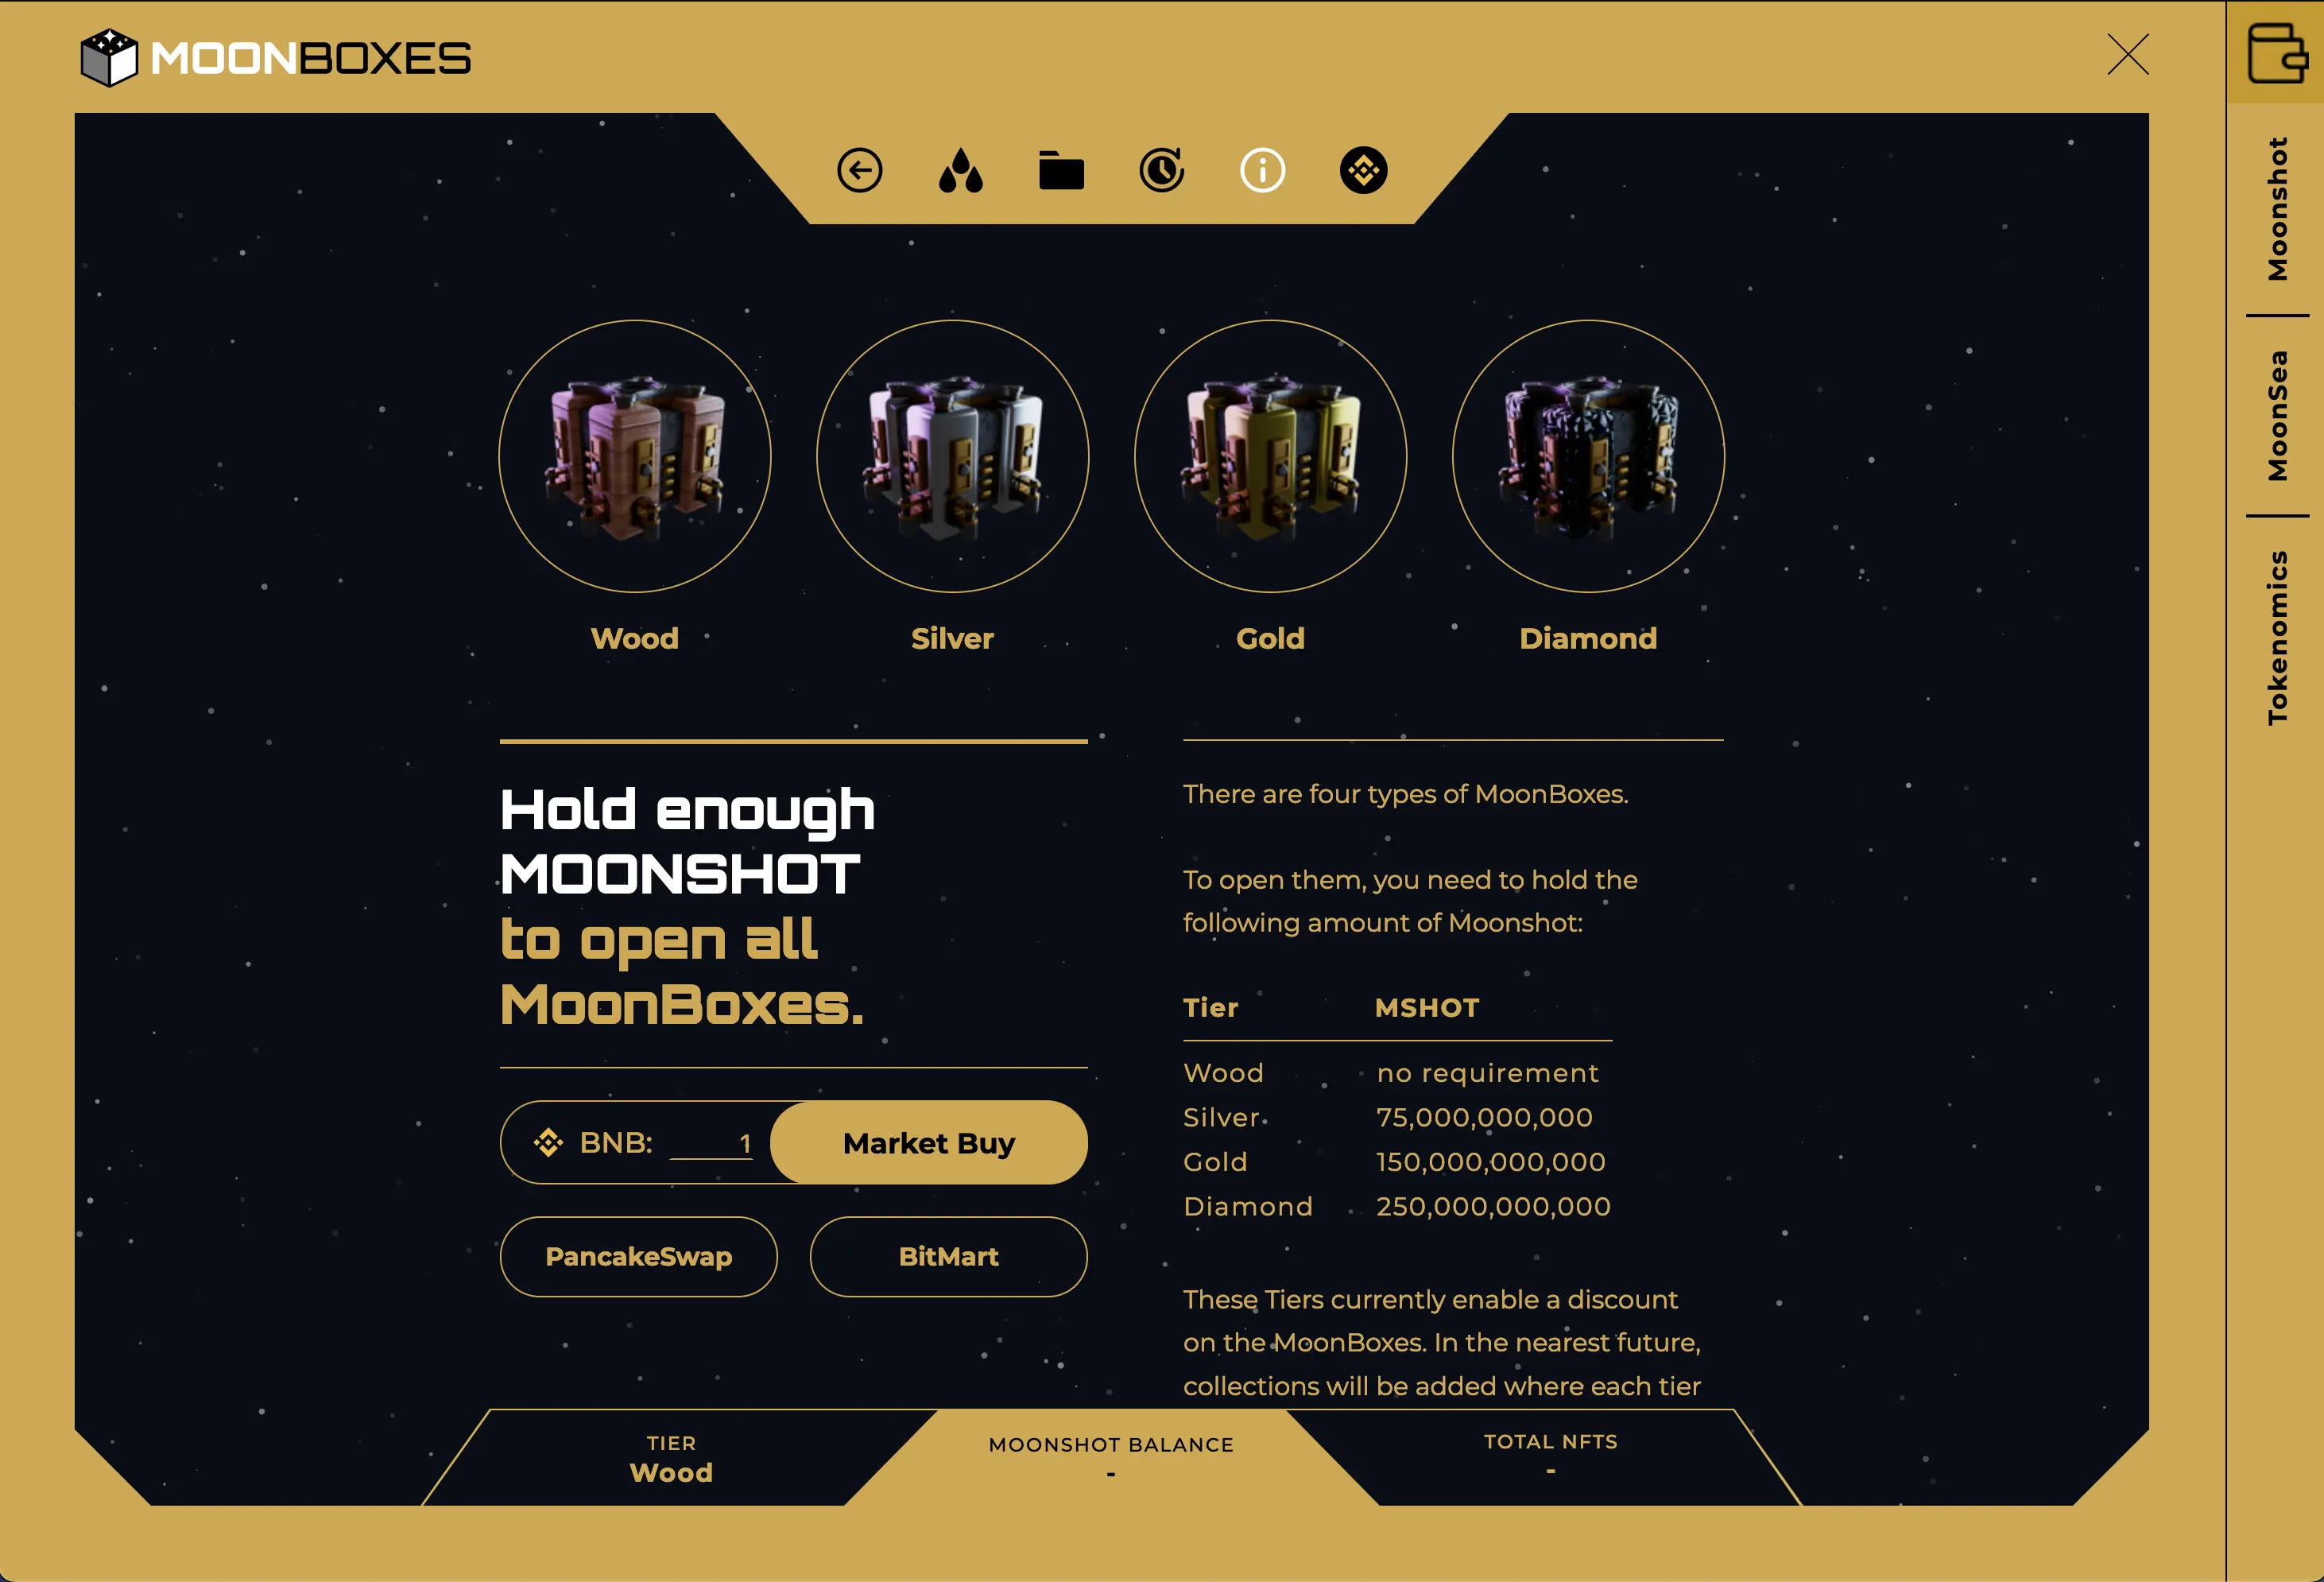 MOONBOXES
Moonshot
MoonSea
Tokenomics
Wood
Silver
Gold
Diamond
Hold enough
MOONSHOT
to open all
MoonBoxes.
BNB: 1
Market Buy
PancakeSwap
BitMart
There are four types of MoonBoxes.
To open them, you need to hold the
following amount of Moonshot:
Tier MSHOT
Wood no requirement
Silver 75,000,000,000
Gold 150,000,000,000
Diamond 250,000,000,000
These Tiers currently enable a discount
on the MoonBoxes. In the nearest future,
collections will be added where each tier
TIER
Wood
MOONSHOT BALANCE
-
TOTAL NFTS
-